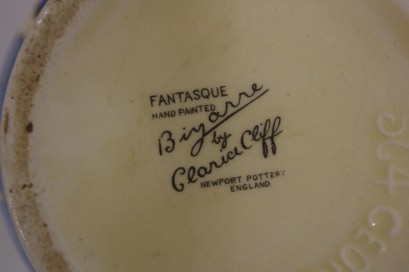 FANTASQUE
HAND PAINTED
Bizarre
by
Clarice Cliff
NEWPORT POTTERY
ENGLAND